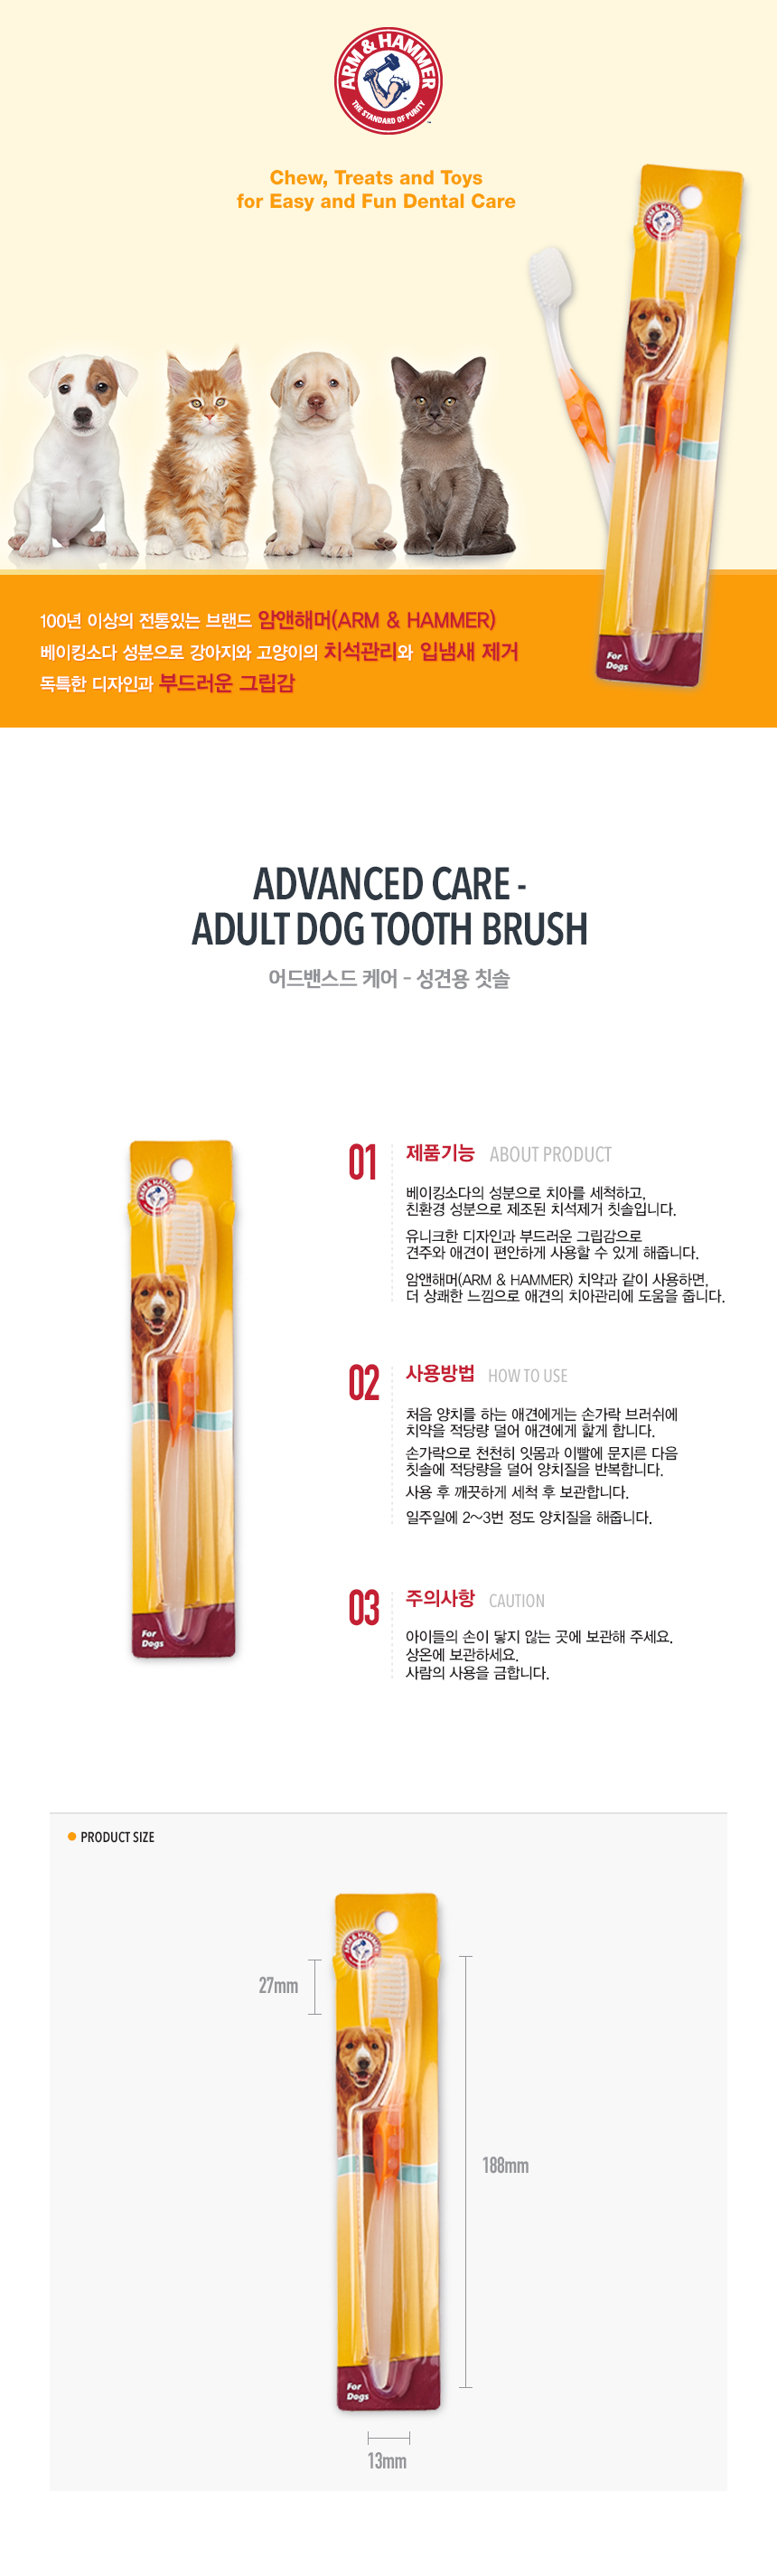 ARM & HAMMER
THE STANDARD OF PURITY
Chew, Treats and Toys
for Easy and Fun Dental Care
ARM & HAMMER
For
Dogs
100년 이상의 전통있는 브랜드 암앤해머(ARM & HAMMER)
베이킹소다 성분으로 강아지와 고양이의 치석관리와 입냄새 제거
독특한 디자인과 부드러운 그립감
ADVANCED CARE -
ADULT DOG TOOTH BRUSH
어드밴스드 케어 - 성견용 칫솔
ARM & HAMMER
For
Dogs
01 제품기능 ABOUT PRODUCT
베이킹소다의 성분으로 치아를 세척하고,
친환경 성분으로 제조된 치석제거 칫솔입니다.
유니크한 디자인과 부드러운 그립감으로
견주와 애견이 편안하게 사용할 수 있게 해줍니다.
암앤해머(ARM & HAMMER) 치약과 같이 사용하면,
더 상쾌한 느낌으로 애견의 치아관리에 도움을 줍니다.
02 사용방법 HOW TO USE
처음 양치를 하는 애견에게는 손가락 브러쉬에
치약을 적당량 덜어 애견에게 핥게 합니다.
손가락으로 천천히 잇몸과 이빨에 문지른 다음
칫솔에 적당량을 덜어 양치질을 반복합니다.
사용 후 깨끗하게 세척 후 보관합니다.
일주일에 2~3번 정도 양치질을 해줍니다.
03 주의사항 CAUTION
아이들의 손이 닿지 않는 곳에 보관해 주세요.
상온에 보관하세요.
사람의 사용을 금합니다.
PRODUCT SIZE
ARM & HAMMER
27mm
188mm
For
Dogs
13mm